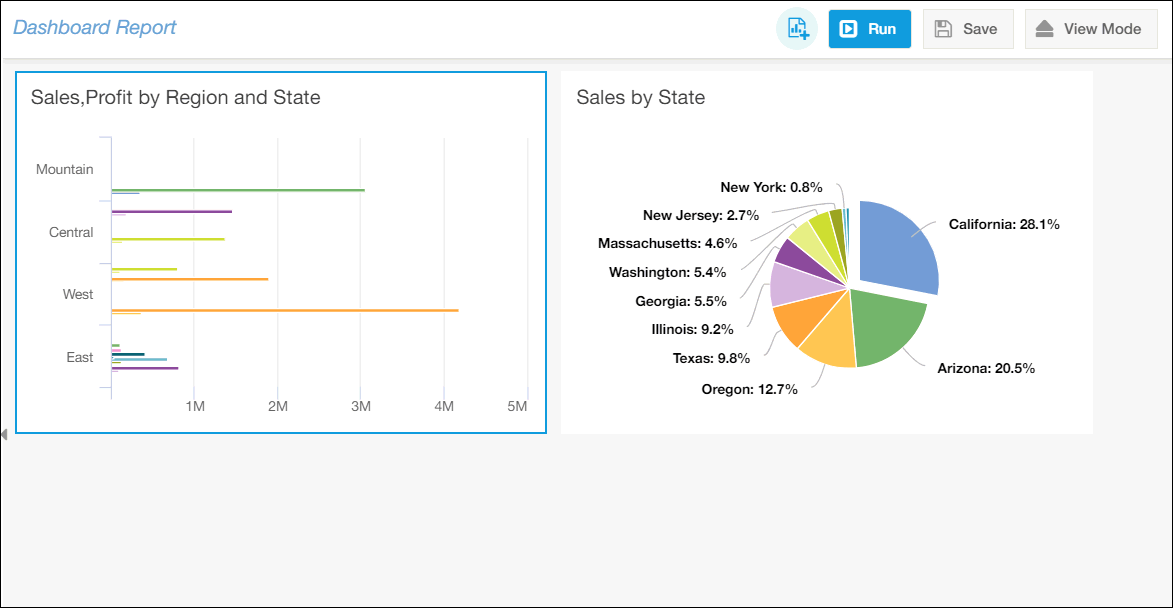 Dashboard Report
Run
Save
View Mode
Sales,Profit by Region and State
Mountain
Central
West
East
1M
2M
3M
4M
5M
Sales by State
New York: 0.8%
New Jersey: 2.7%
Massachusetts: 4.6%
Washington: 5.4%
Georgia: 5.5%
Illinois: 9.2%
Texas: 9.8%
Oregon: 12.7%
California: 28.1%
Arizona: 20.5%